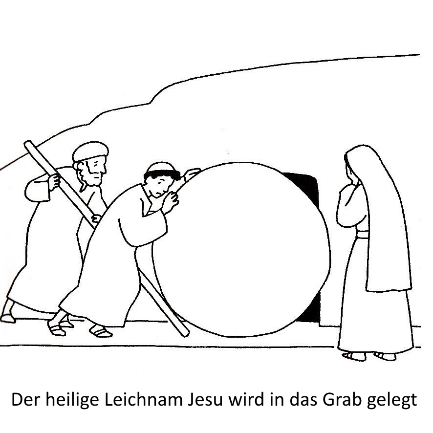 Der heilige Leichnam Jesu wird in das Grab gelegt